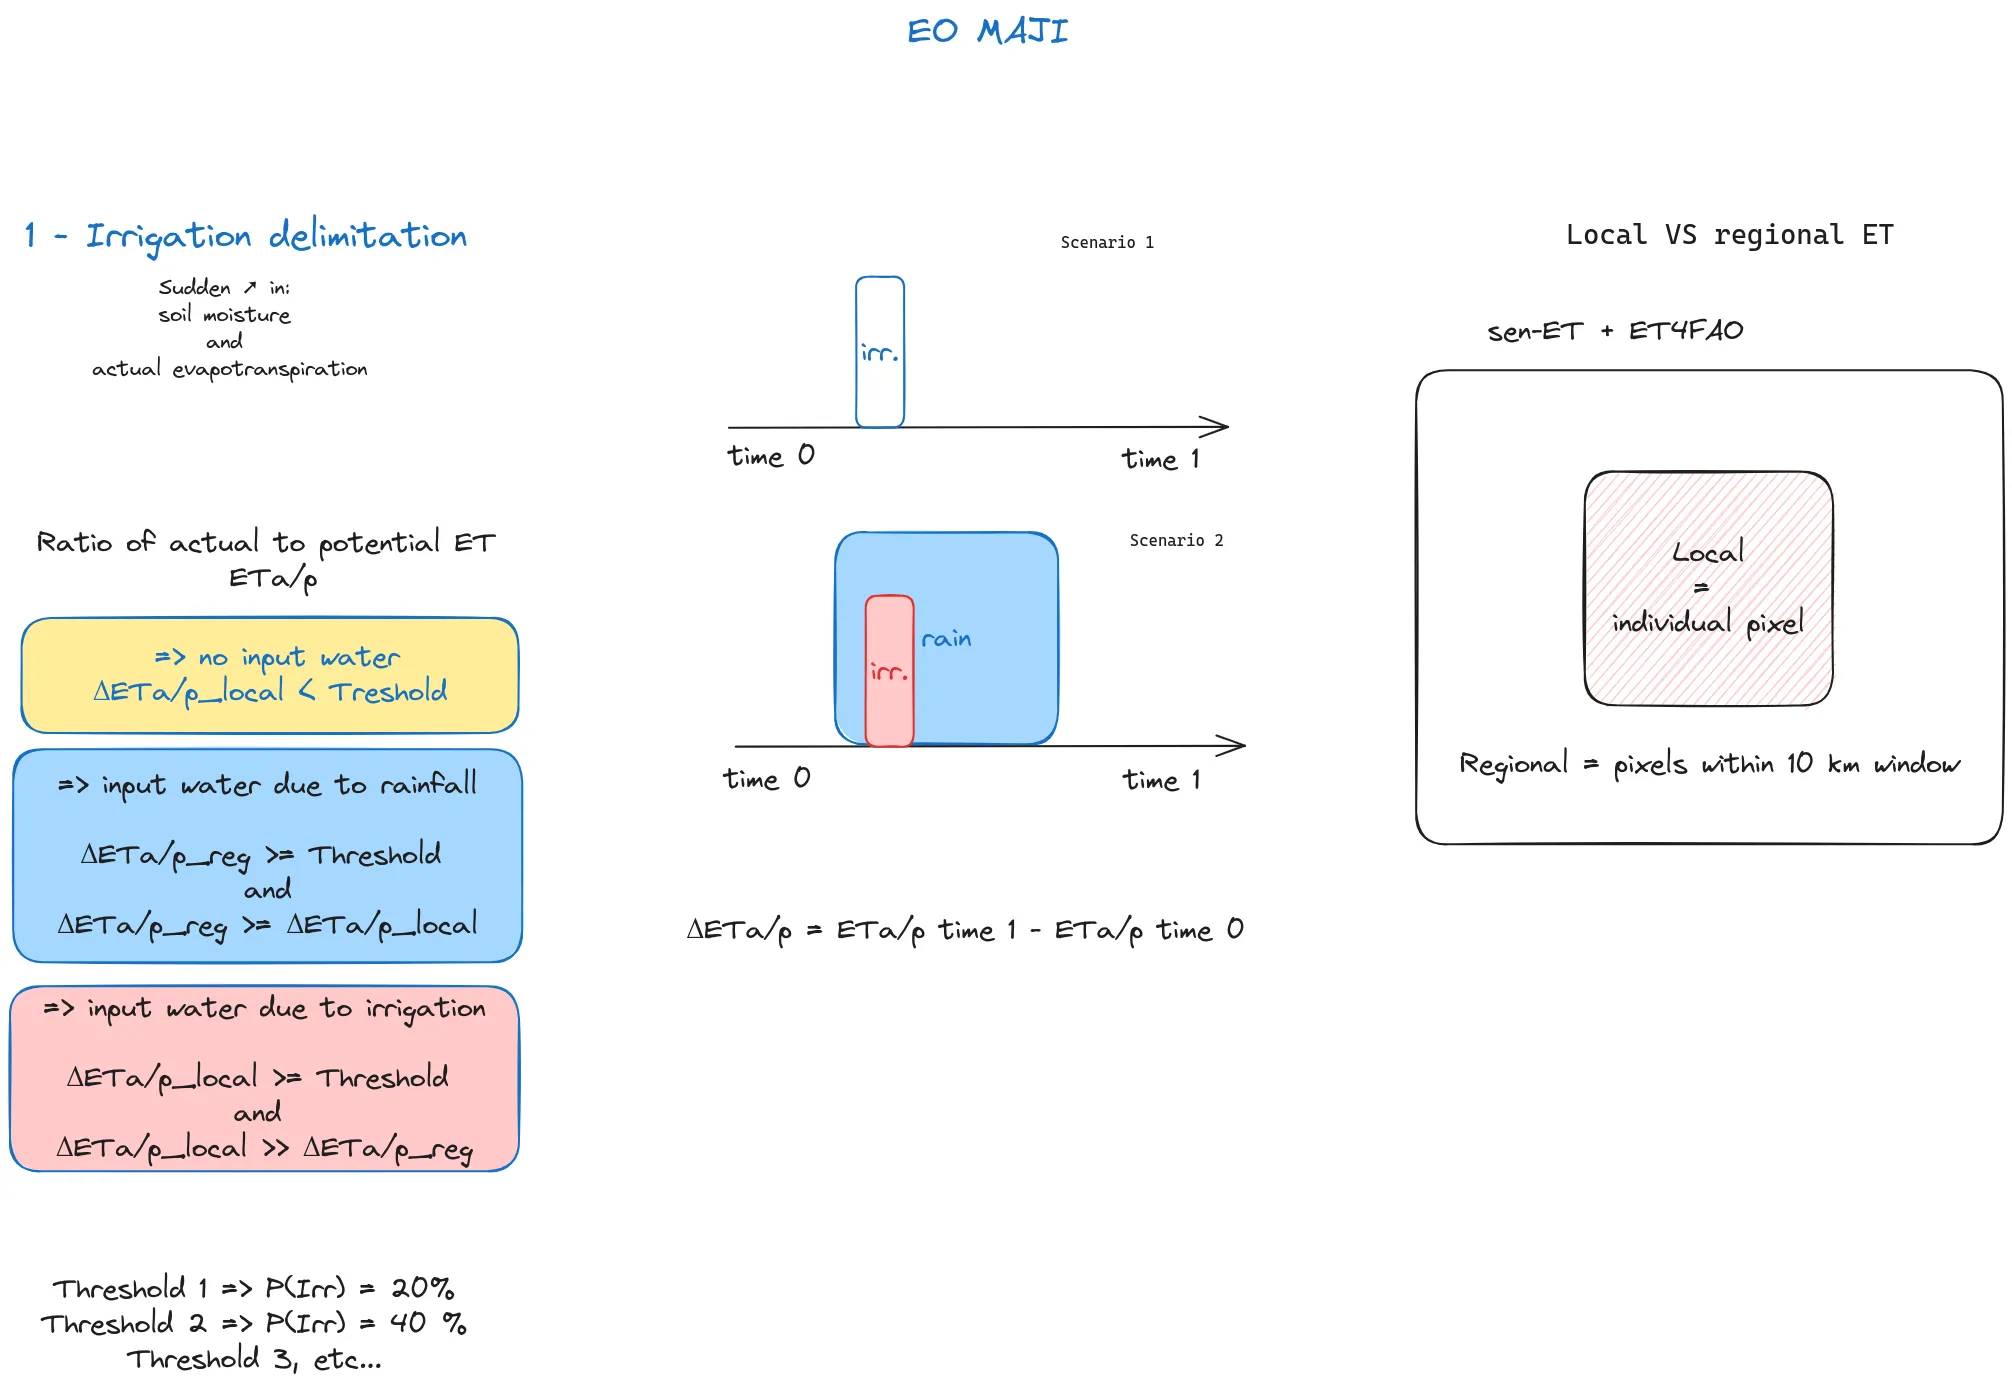 EO MAJI
1 - Irrigation delimitation
Sudden ↗ in:
soil moisture
and
actual evapotranspiration
Ratio of actual to potential ET
ETa/p
=> no input water
ΔETa/p_local < Treshold
=> input water due to rainfall
ΔETa/p_reg >= Threshold
and
ΔETa/p_reg >= ΔETa/p_local
=> input water due to irrigation
ΔETa/p_local >= Threshold
and
ΔETa/p_local >> ΔETa/p_reg
Threshold 1 => P(Irr) = 20%
Threshold 2 => P(Irr) = 40 %
Threshold 3, etc...
Scenario 1
irr.
time 0
time 1
Scenario 2
rain
irr.
time 0
time 1
ΔETa/p = ETa/p time 1 - ETa/p time 0
Local VS regional ET
sen-ET + ET4FAO
Local
=
individual pixel
Regional = pixels within 10 km window